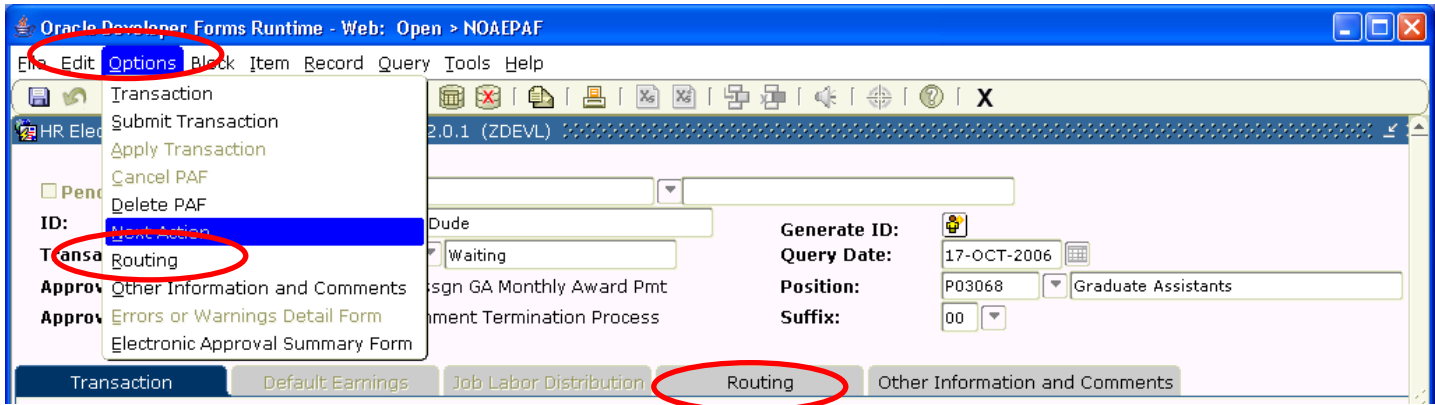 Oracle Developer Forms Runtime - Web: Open > NOAEPAF
File Edit Options Block Item Record Query Tools Help
Transaction
Submit Transaction
HR Elec 2.0.1 (ZDEVL)
Apply Transaction
Cancel PAF
Pend
Delete PAF
ID: Dude Generate ID:
Next Action
Transa Waiting Query Date: 17-OCT-2006
Routing
Approv ssgn GA Monthly Award Pmt Position: P03068 Graduate Assistants
Other Information and Comments
Approv nment Termination Process Suffix: 00
Errors or Warnings Detail Form
Electronic Approval Summary Form
Transaction Default Earnings Job Labor Distribution Routing Other Information and Comments